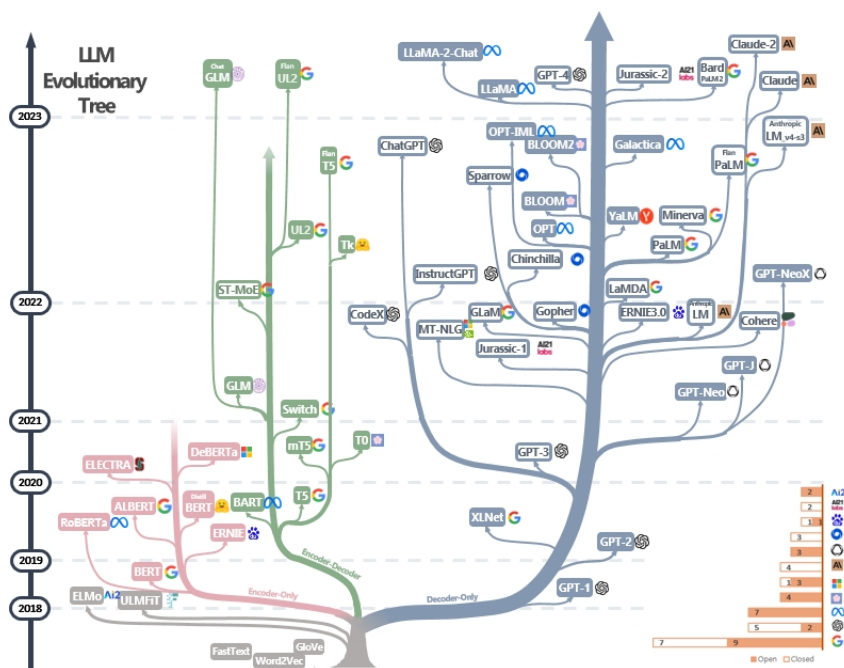 LLM
Evolutionary
Tree
2023
2022
2021
2020
2019
2018
Chat
GLM
Flan
UL2
Flan
T5
UL2
Tk
ST-MoE
GLM
Switch
mT5
T0
T5
BART
DeBERTa
ELECTRA
Distill
BERT
ALBERT
RoBERTa
ERNIE
BERT
ELMo
Ai2
ULMFiT
FastText
Word2Vec
GloVe
Encoder-Only
Encoder-Decoder
Decoder-Only
LLaMA-2-Chat
LLaMA
GPT-4
Jurassic-2
AI21
labs
Bard
PaLM2
Claude-2
A\
Claude
A\
Anthropic
LM_v4-s3
A\
ChatGPT
OPT-IML
BLOOMZ
Galactica
Flan
PaLM
Sparrow
BLOOM
OPT
YaLM
Minerva
PaLM
Chinchilla
InstructGPT
GPT-NeoX
LaMDA
CodeX
GLaM
Gopher
ERNIE3.0
LM
A\
Cohere
MT-NLG
Jurassic-1
AI21
labs
GPT-J
GPT-Neo
GPT-3
XLNet
GPT-2
GPT-1
2
Ai2
2
AI21
labs
1 1
3
3
4
A\
1 3
4
7
5 2
7 9
Open Closed